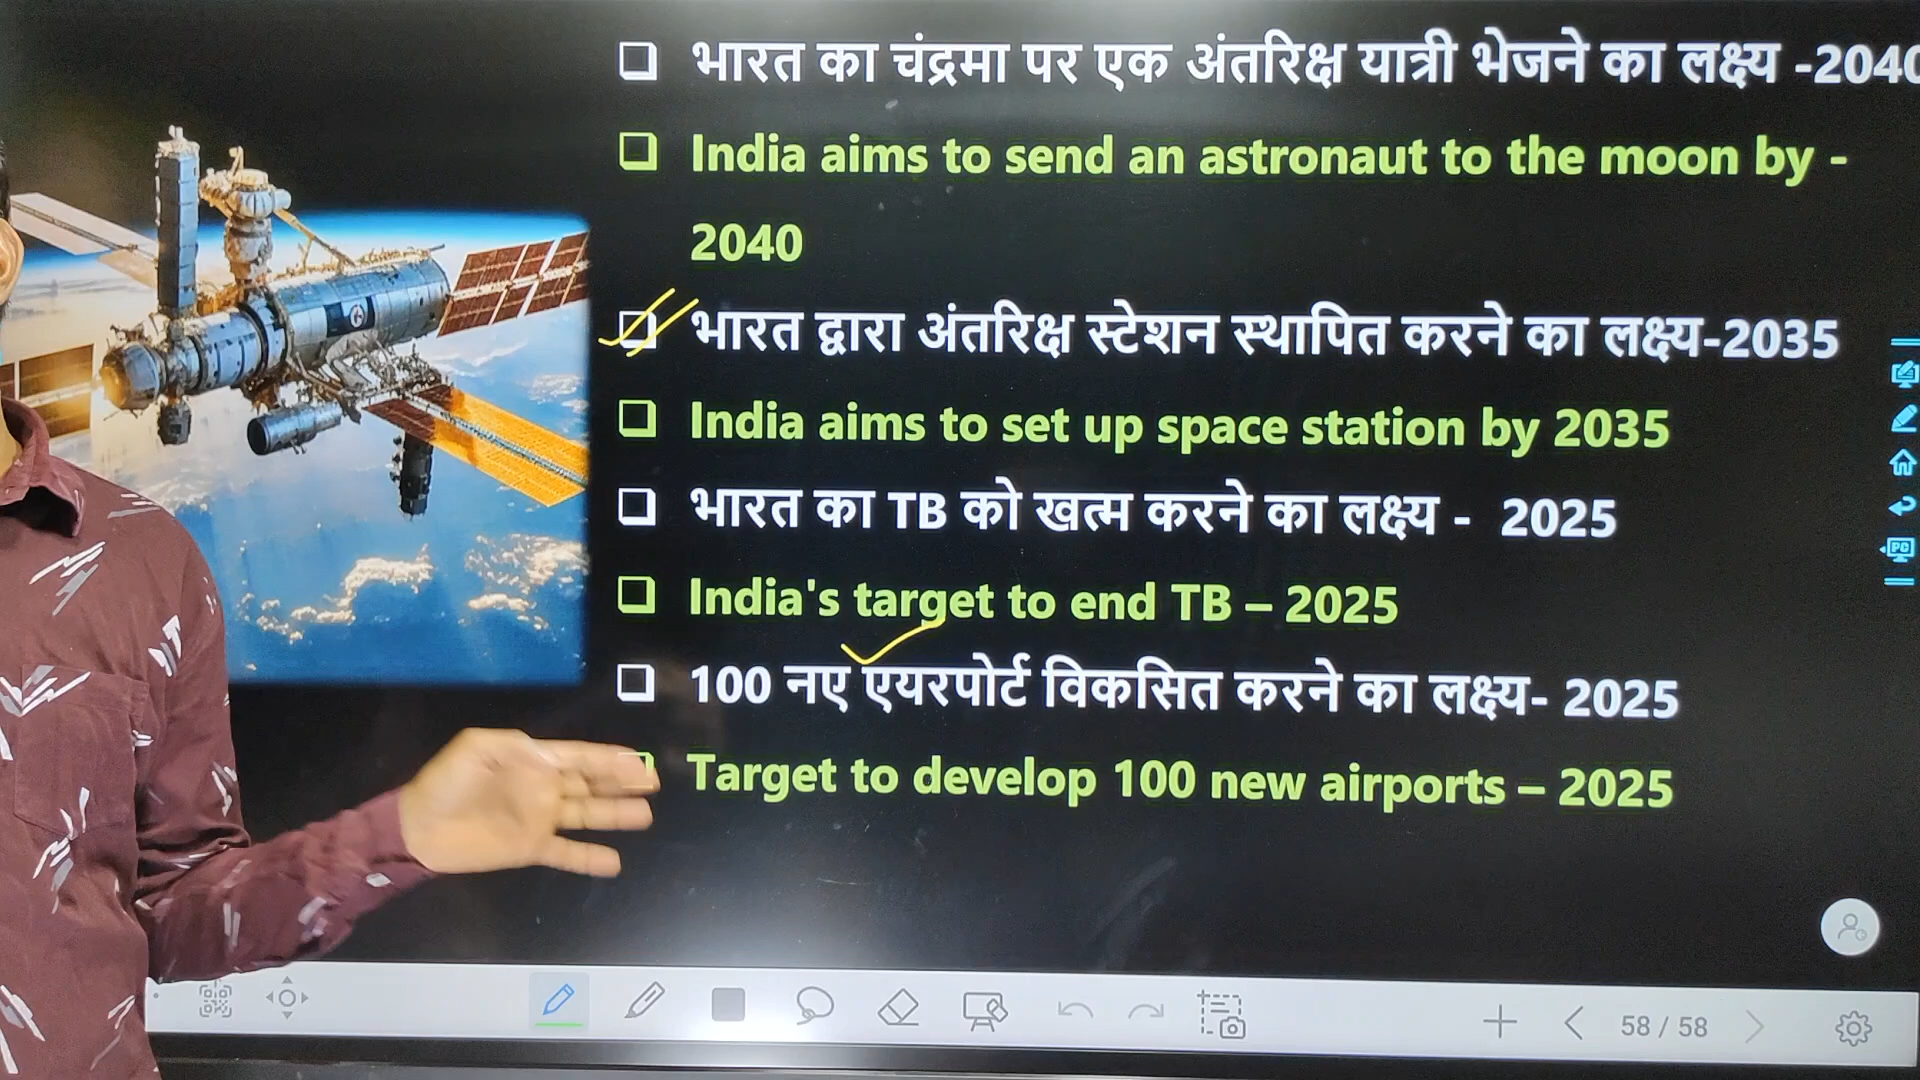 भारत का चंद्रमा पर एक अंतरिक्ष यात्री भेजने का लक्ष्य -2040
India aims to send an astronaut to the moon by -
2040
भारत द्वारा अंतरिक्ष स्टेशन स्थापित करने का लक्ष्य-2035
India aims to set up space station by 2035
भारत का TB को खत्म करने का लक्ष्य - 2025
India's target to end TB – 2025
100 नए एयरपोर्ट विकसित करने का लक्ष्य- 2025
Target to develop 100 new airports – 2025
PC
58 / 58